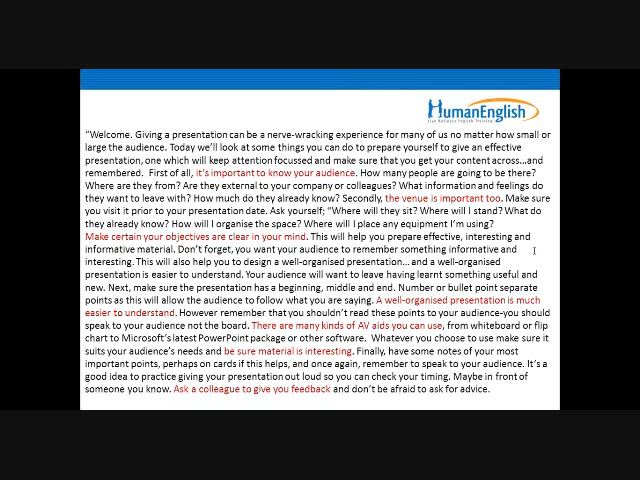 HumanEnglish
Live Business English Training
“Welcome. Giving a presentation can be a nerve-wracking experience for many of us no matter how small or
large the audience. Today we’ll look at some things you can do to prepare yourself to give an effective
presentation, one which will keep attention focussed and make sure that you get your content across...and
remembered. First of all, it’s important to know your audience. How many people are going to be there?
Where are they from? Are they external to your company or colleagues? What information and feelings do
they want to leave with? How much do they already know? Secondly, the venue is important too. Make sure
you visit it prior to your presentation date. Ask yourself; “Where will they sit? Where will I stand? What do
they already know? How will I organise the space? Where will I place any equipment I’m using?
Make certain your objectives are clear in your mind. This will help you prepare effective, interesting and
informative material. Don’t forget, you want your audience to remember something informative and
interesting. This will also help you to design a well-organised presentation... and a well-organised
presentation is easier to understand. Your audience will want to leave having learnt something useful and
new. Next, make sure the presentation has a beginning, middle and end. Number or bullet point separate
points as this will allow the audience to follow what you are saying. A well-organised presentation is much
easier to understand. However remember that you shouldn’t read these points to your audience-you should
speak to your audience not the board. There are many kinds of AV aids you can use, from whiteboard or flip
chart to Microsoft’s latest PowerPoint package or other software. Whatever you choose to use make sure it
suits your audience’s needs and be sure material is interesting. Finally, have some notes of your most
important points, perhaps on cards if this helps, and once again, remember to speak to your audience. It’s a
good idea to practice giving your presentation out loud so you can check your timing. Maybe in front of
someone you know. Ask a colleague to give you feedback and don’t be afraid to ask for advice.